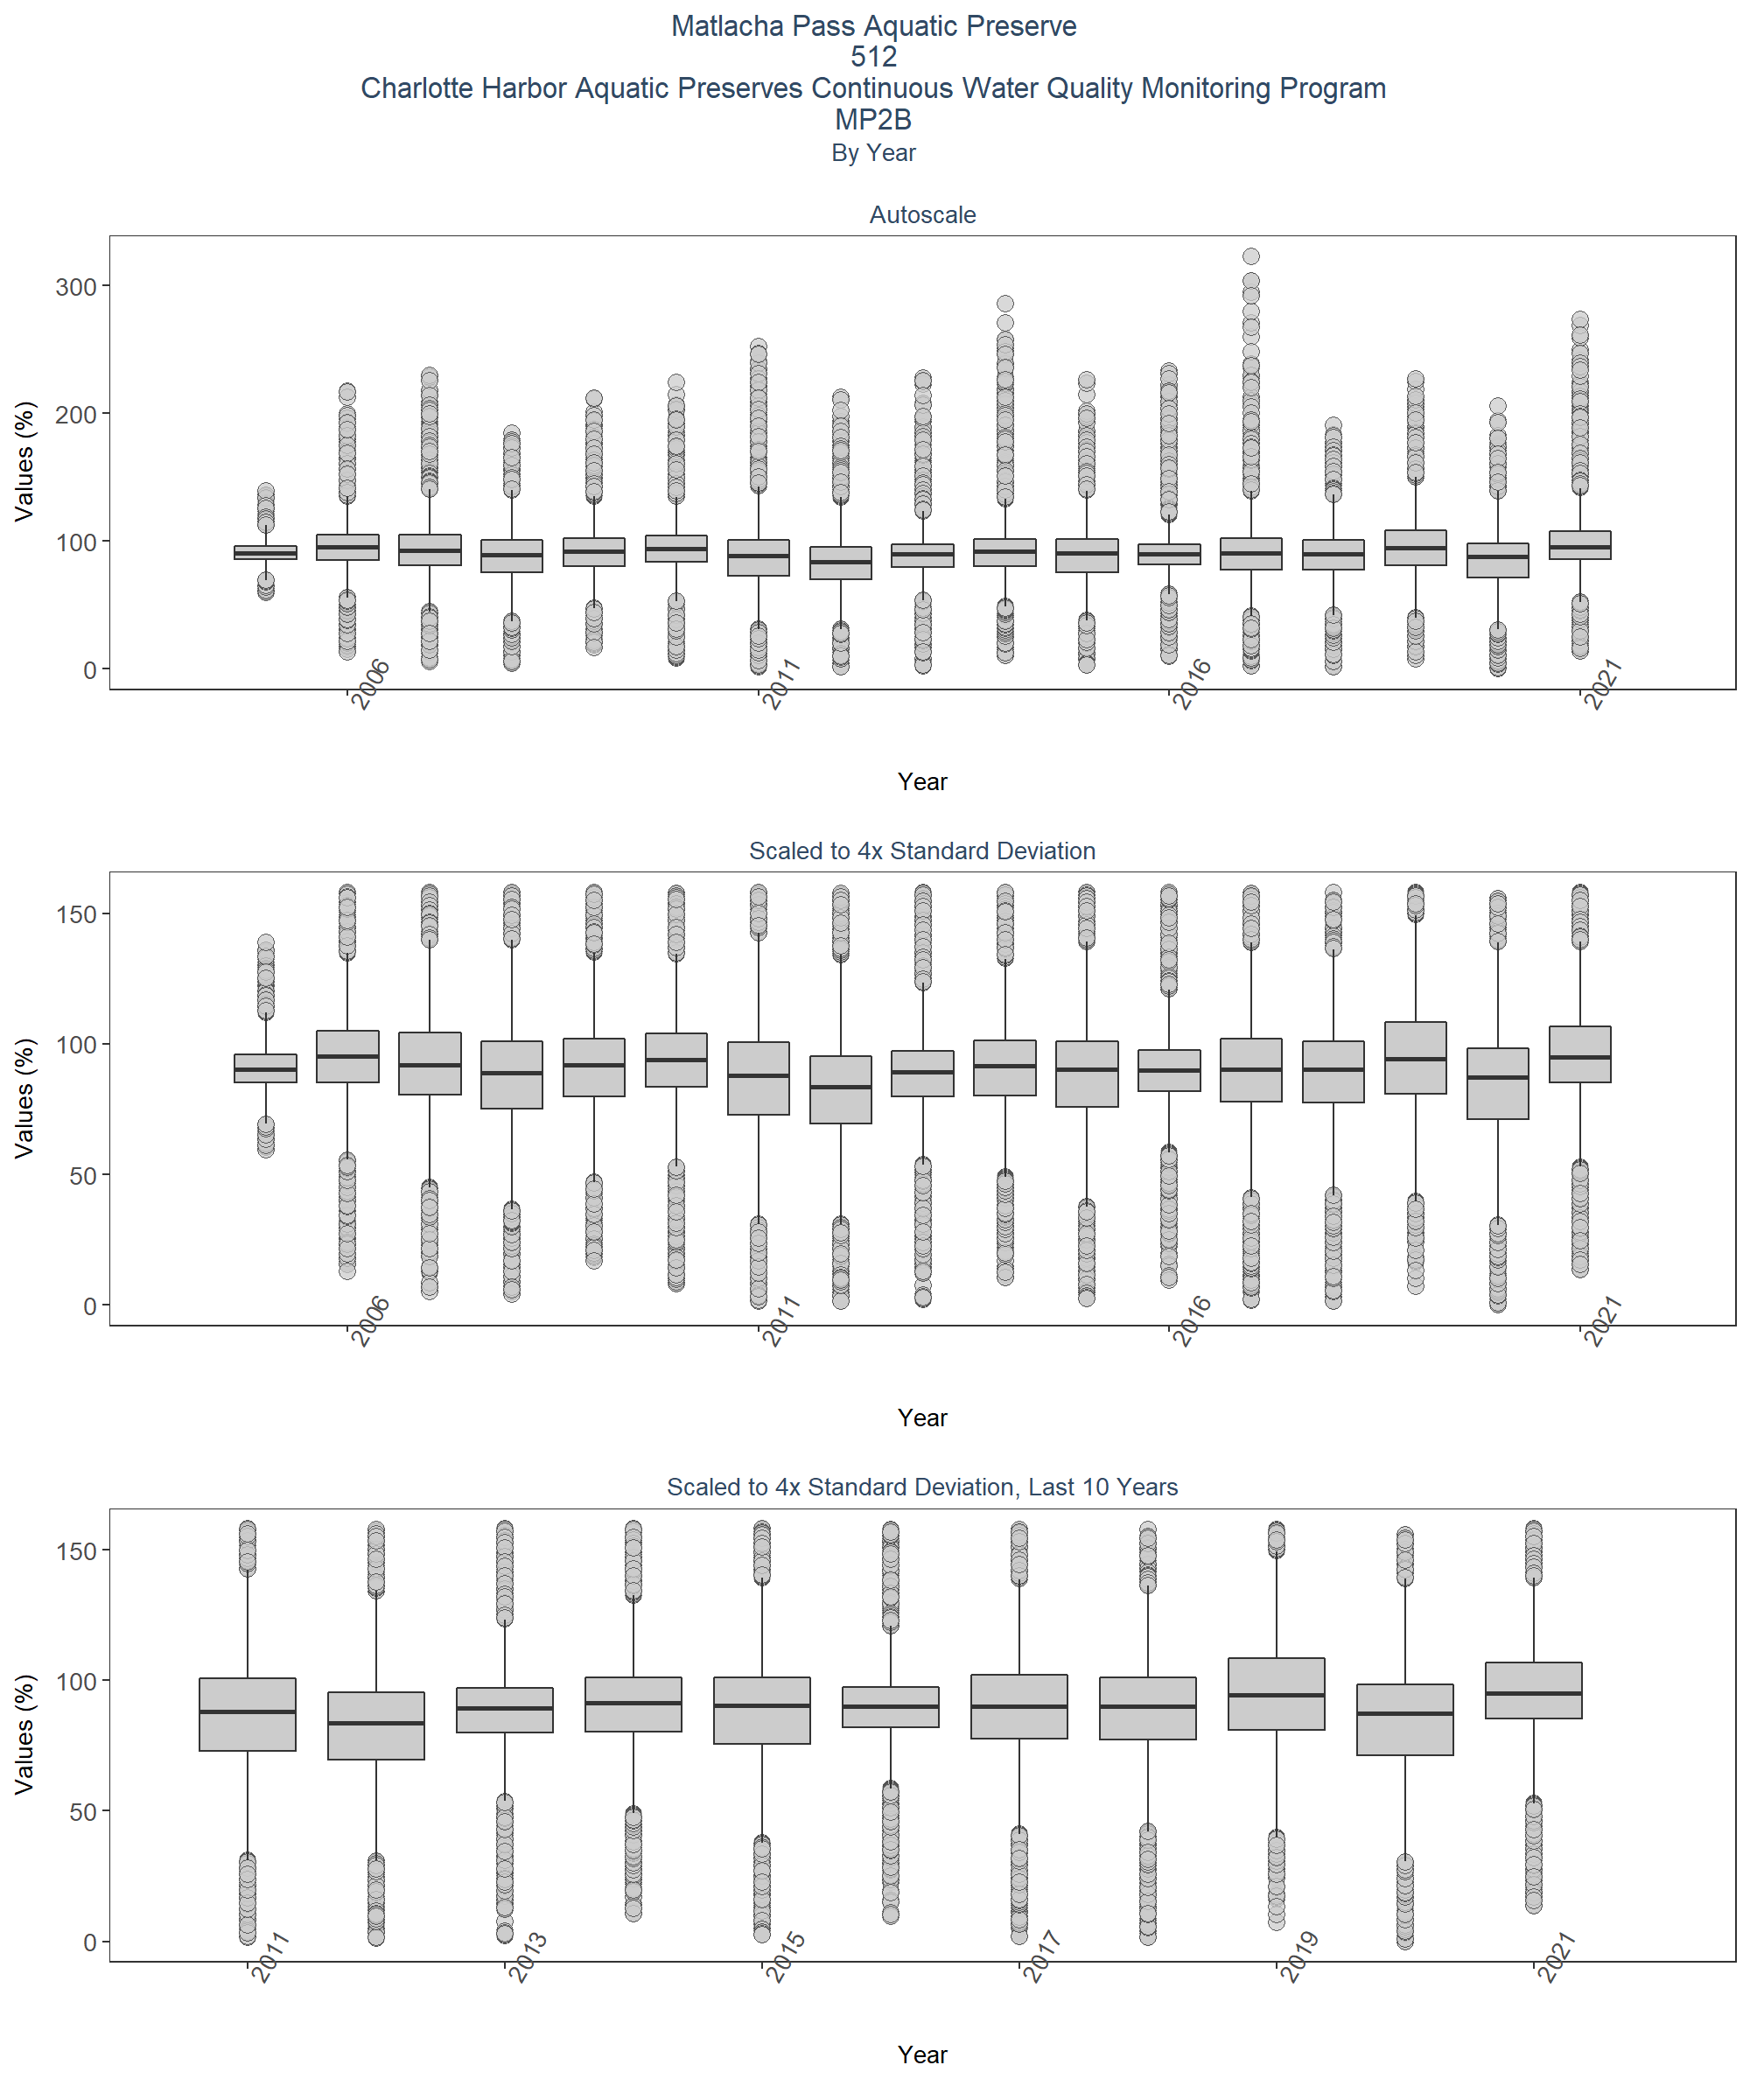 Matlacha Pass Aquatic Preserve
512
Charlotte Harbor Aquatic Preserves Continuous Water Quality Monitoring Program
MP2B
By Year
Autoscale
Values (%)
300
200
100
0
2006 2011 2016 2021
Year
Scaled to 4x Standard Deviation
Values (%)
150
100
50
0
2006 2011 2016 2021
Year
Scaled to 4x Standard Deviation, Last 10 Years
Values (%)
150
100
50
0
2011 2013 2015 2017 2019 2021
Year